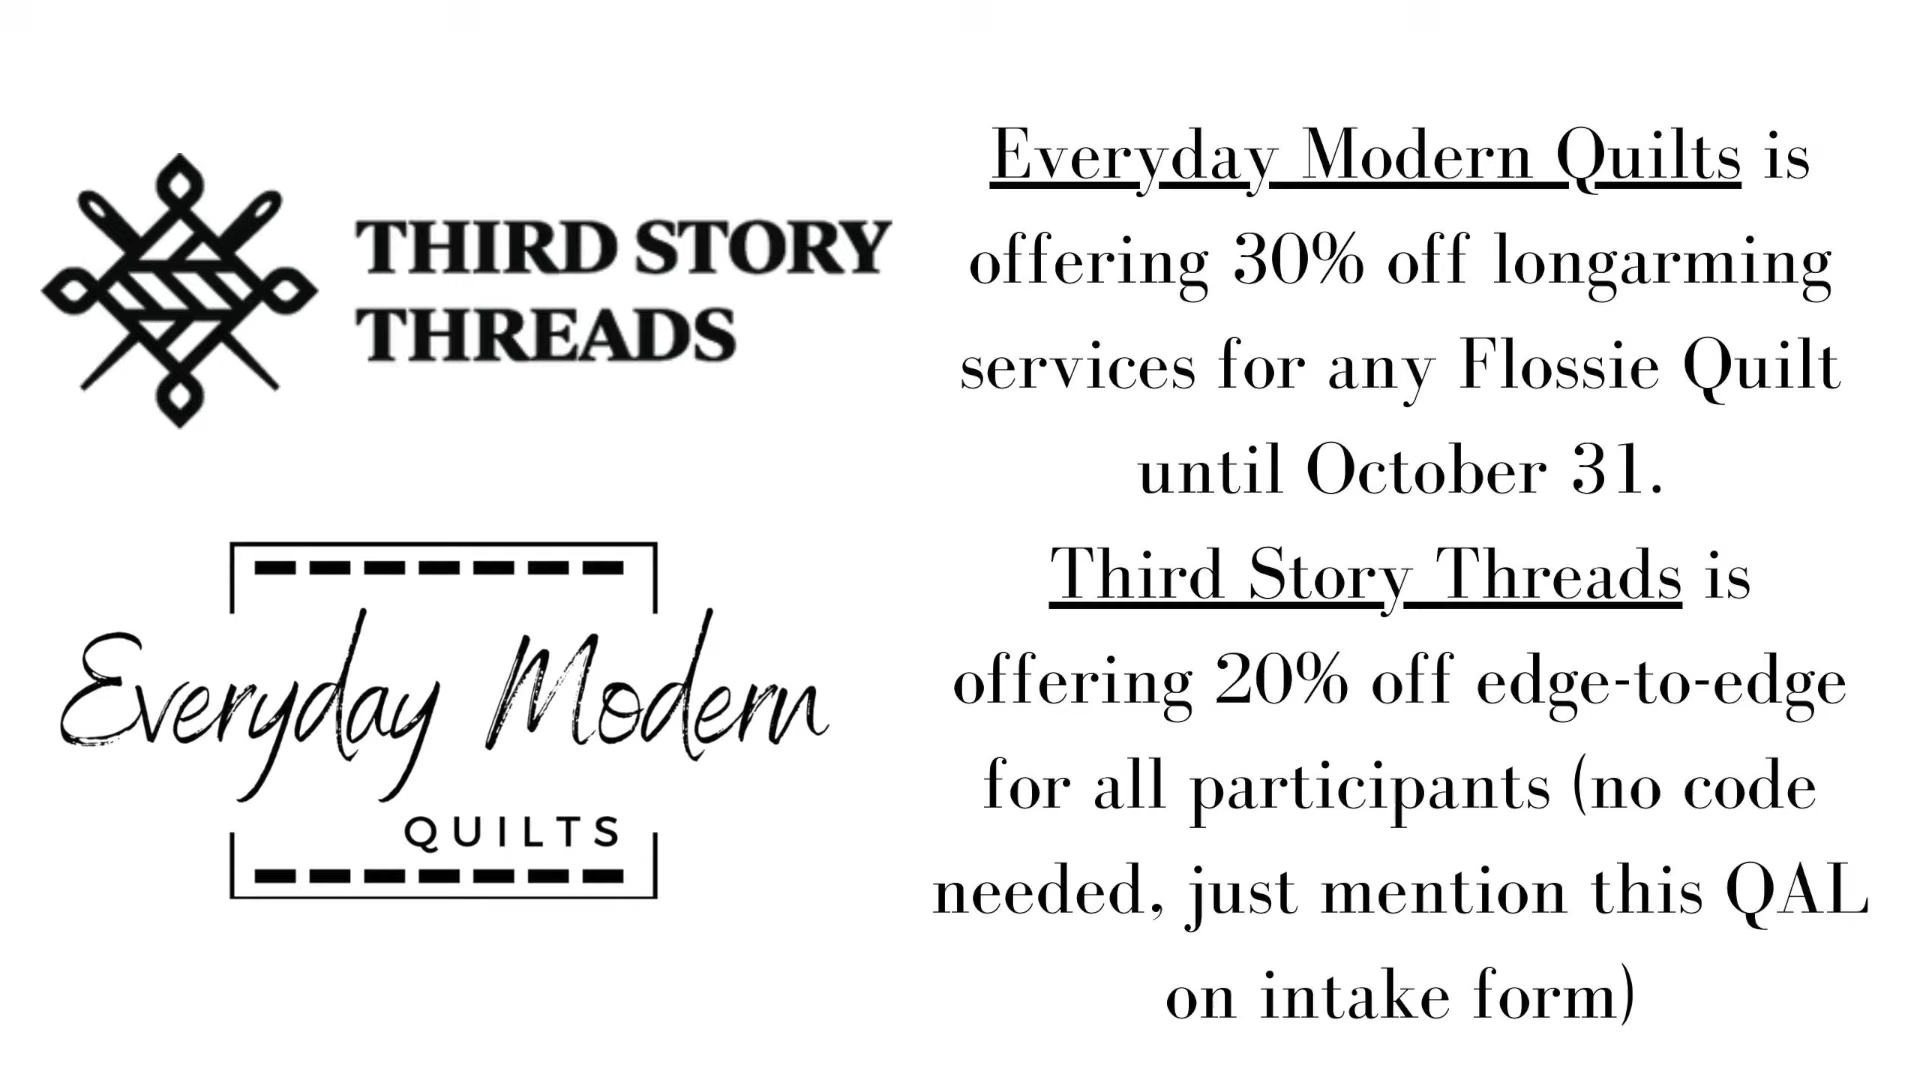 THIRD STORY
THREADS
Everyday Modern
QUILTS
Everyday Modern Quilts is
offering 30% off longarming
services for any Flossie Quilt
until October 31.
Third Story Threads is
offering 20% off edge-to-edge
for all participants (no code
needed, just mention this QAL
on intake form)